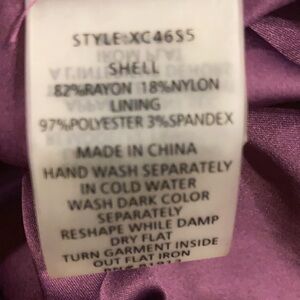 STYLE:XC46S5
SHELL
82%RAYON 18%NYLON
LINING
97%POLYESTER 3%SPANDEX
MADE IN CHINA
HAND WASH SEPARATELY
IN COLD WATER
WASH DARK COLOR
SEPARATELY
RESHAPE WHILE DAMP
DRY FLAT
TURN GARMENT INSIDE
OUT FLAT IRON